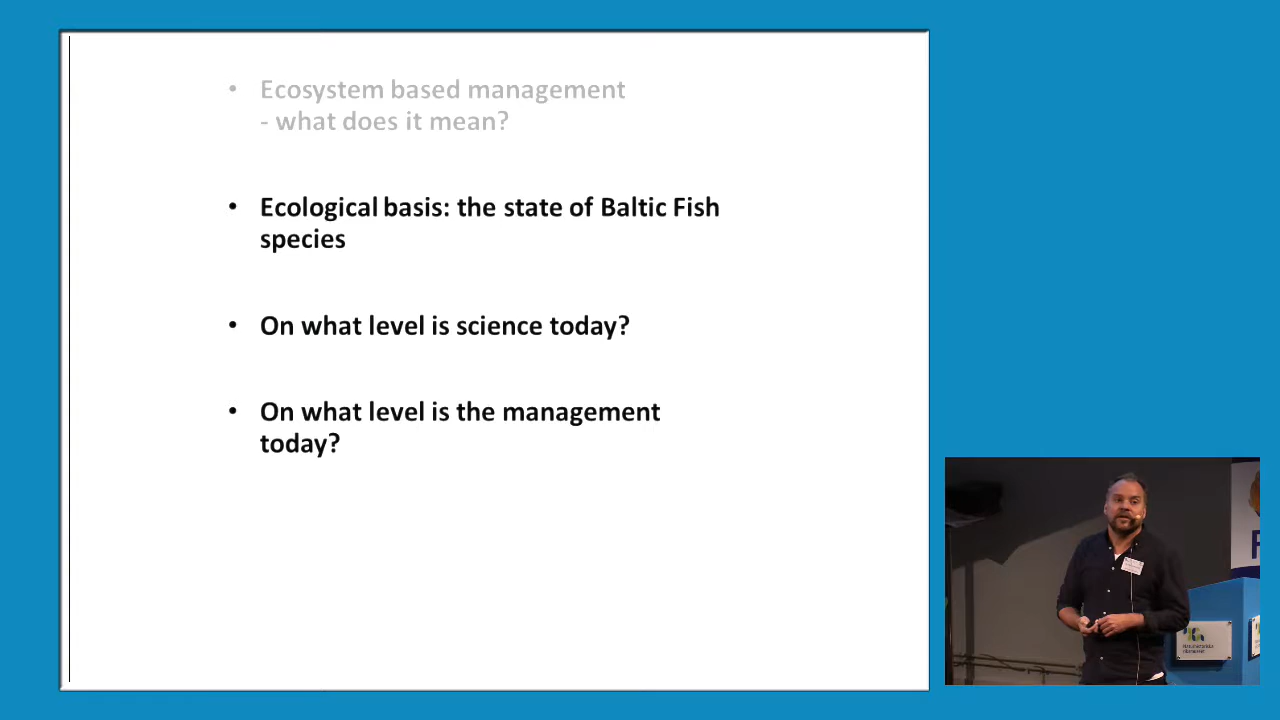 • Ecosystem based management
- what does it mean?
• Ecological basis: the state of Baltic Fish
species
• On what level is science today?
• On what level is the management
today?
F